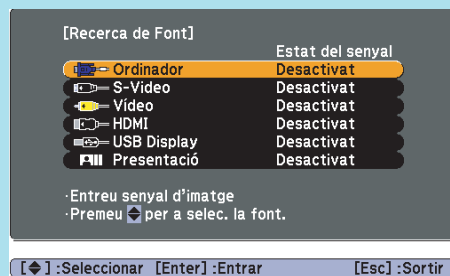 [Recerca de Font]
Estat del senyal
Ordinador Desactivat
S-Video Desactivat
Vídeo Desactivat
HDMI Desactivat
USB Display Desactivat
Presentació Desactivat
·Entreu senyal d'imatge
·Premeu per a selec. la font.
[ ] :Seleccionar [Enter] :Entrar [Esc] :Sortir